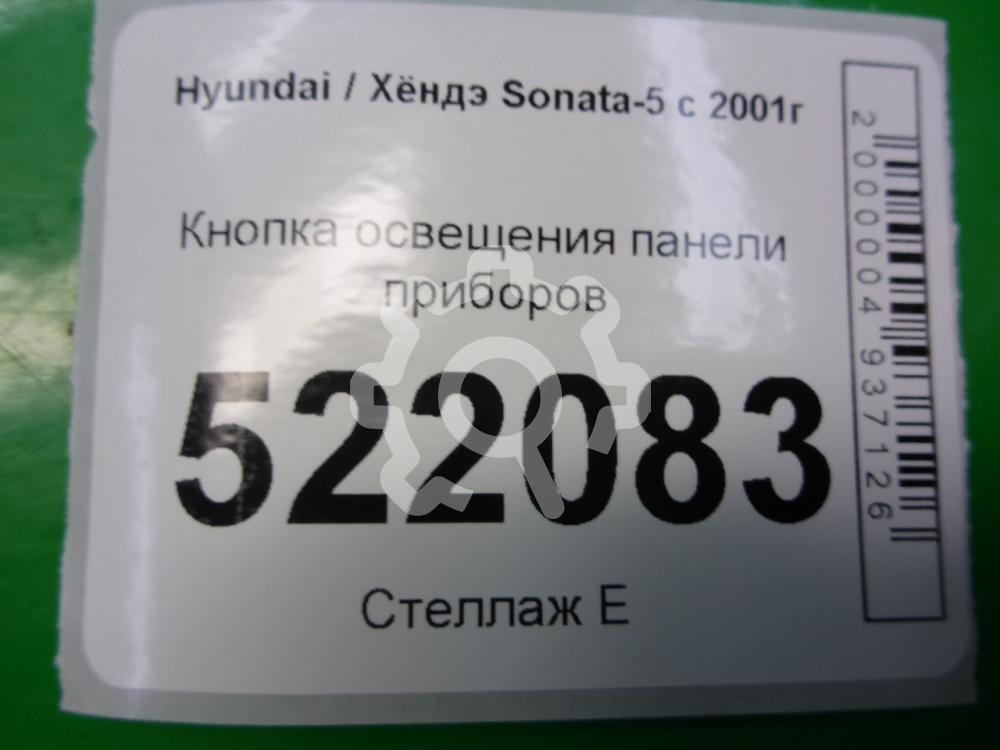 Hyundai / Хёндэ Sonata-5 с 2001г
Кнопка освещения панели
приборов
522083
Стеллаж Е
2000004937126